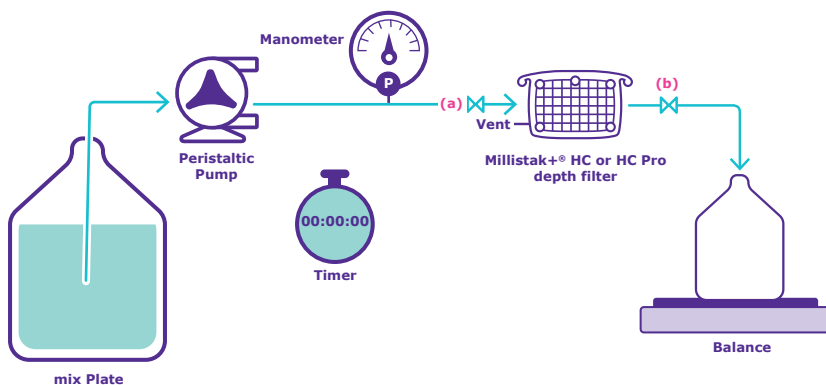 Manometer
P
(a)
(b)
Vent
Peristaltic
Pump
Millistak+® HC or HC Pro
depth filter
00:00:00
Timer
Balance
mix Plate